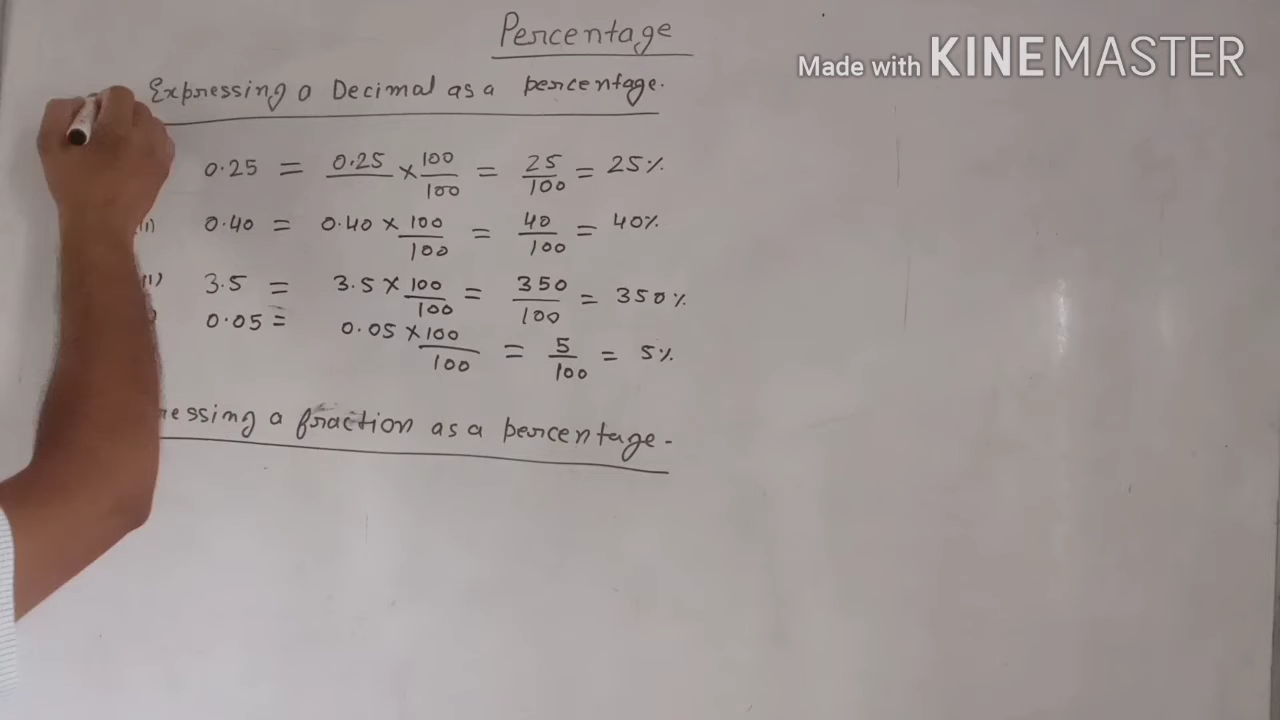 Percentage
Made with KINEMASTER
Expressing a Decimal as a percentage.
0.25 = 0.25 × 100/100 = 25/100 = 25%
0.40 = 0.40 × 100/100 = 40/100 = 40%
3.5 = 3.5 × 100/100 = 350/100 = 350%
0.05 = 0.05 × 100/100 = 5/100 = 5%
ressing a fraction as a percentage.